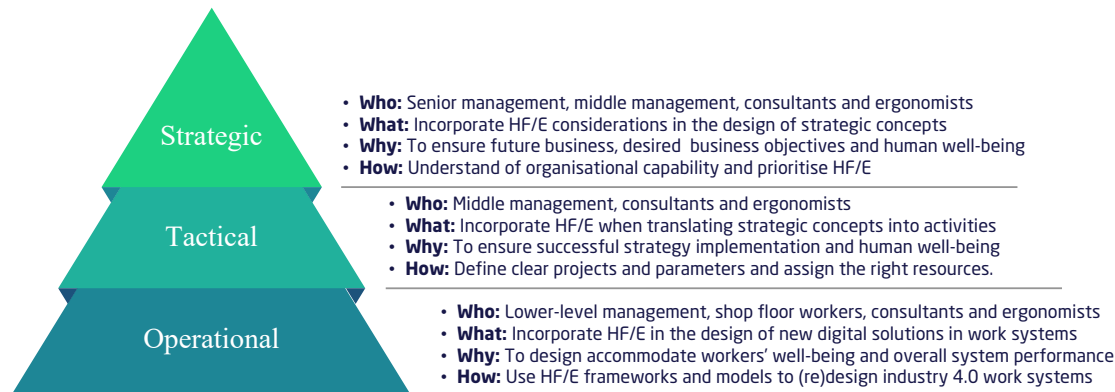 Strategic
• Who: Senior management, middle management, consultants and ergonomists
• What: Incorporate HF/E considerations in the design of strategic concepts
• Why: To ensure future business, desired business objectives and human well-being
• How: Understand of organisational capability and prioritise HF/E
Tactical
• Who: Middle management, consultants and ergonomists
• What: Incorporate HF/E when translating strategic concepts into activities
• Why: To ensure successful strategy implementation and human well-being
• How: Define clear projects and parameters and assign the right resources.
Operational
• Who: Lower-level management, shop floor workers, consultants and ergonomists
• What: Incorporate HF/E in the design of new digital solutions in work systems
• Why: To design accommodate workers' well-being and overall system performance
• How: Use HF/E frameworks and models to (re)design industry 4.0 work systems